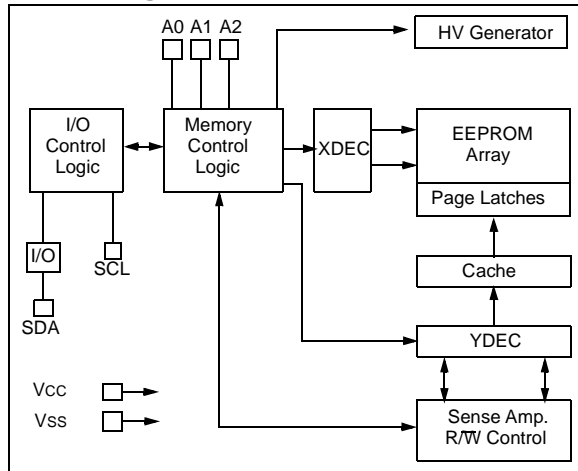 A0 A1 A2
HV Generator
I/O
Control
Logic
Memory
Control
Logic
XDEC
EEPROM
Array
Page Latches
I/O
SCL
SDA
Cache
YDEC
Vcc
Vss
Sense Amp.
R/W Control